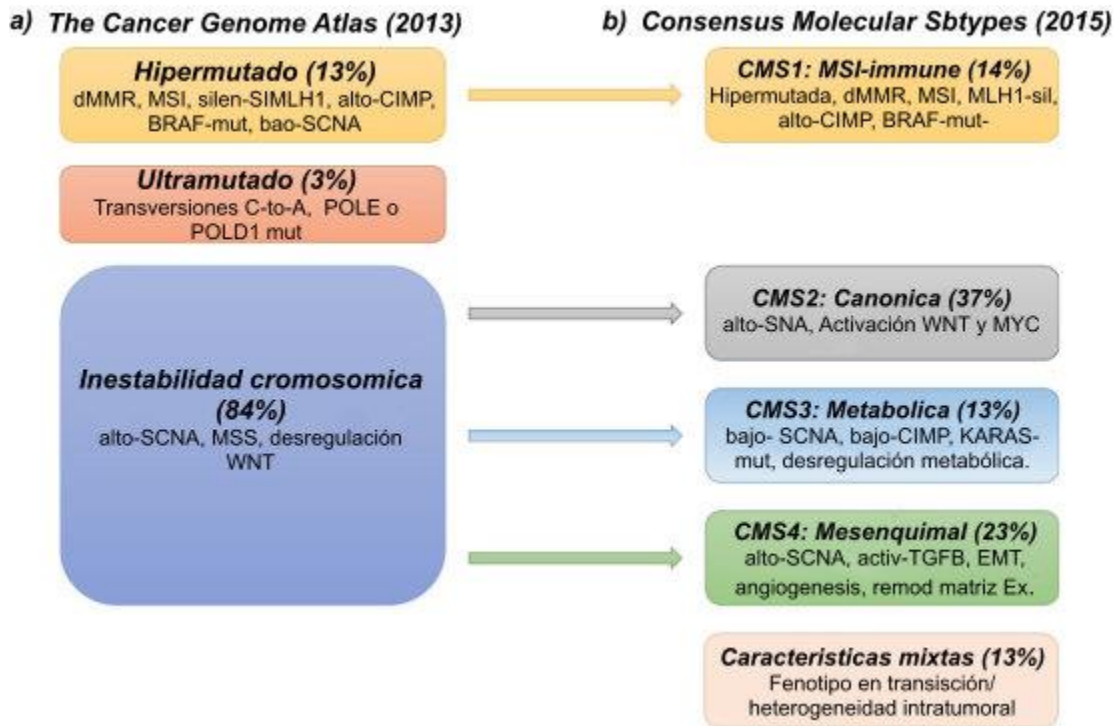 a) The Cancer Genome Atlas (2013)
Hipermutado (13%)
dMMR, MSI, silen-SIMLH1, alto-CIMP,
BRAF-mut, bao-SCNA
Ultramutado (3%)
Transversiones C-to-A, POLE o
POLD1 mut
Inestabilidad cromosomica
(84%)
alto-SCNA, MSS, desregulación
WNT
b) Consensus Molecular Sbtypes (2015)
CMS1: MSI-immune (14%)
Hipermutada, dMMR, MSI, MLH1-sil,
alto-CIMP, BRAF-mut-
CMS2: Canonica (37%)
alto-SNA, Activación WNT y MYC
CMS3: Metabolica (13%)
bajo- SCNA, bajo-CIMP, KARAS-
mut, desregulación metabólica.
CMS4: Mesenquimal (23%)
alto-SCNA, activ-TGFB, EMT,
angiogenesis, remod matriz Ex.
Caracteristicas mixtas (13%)
Fenotipo en transisción/
heterogeneidad intratumoral